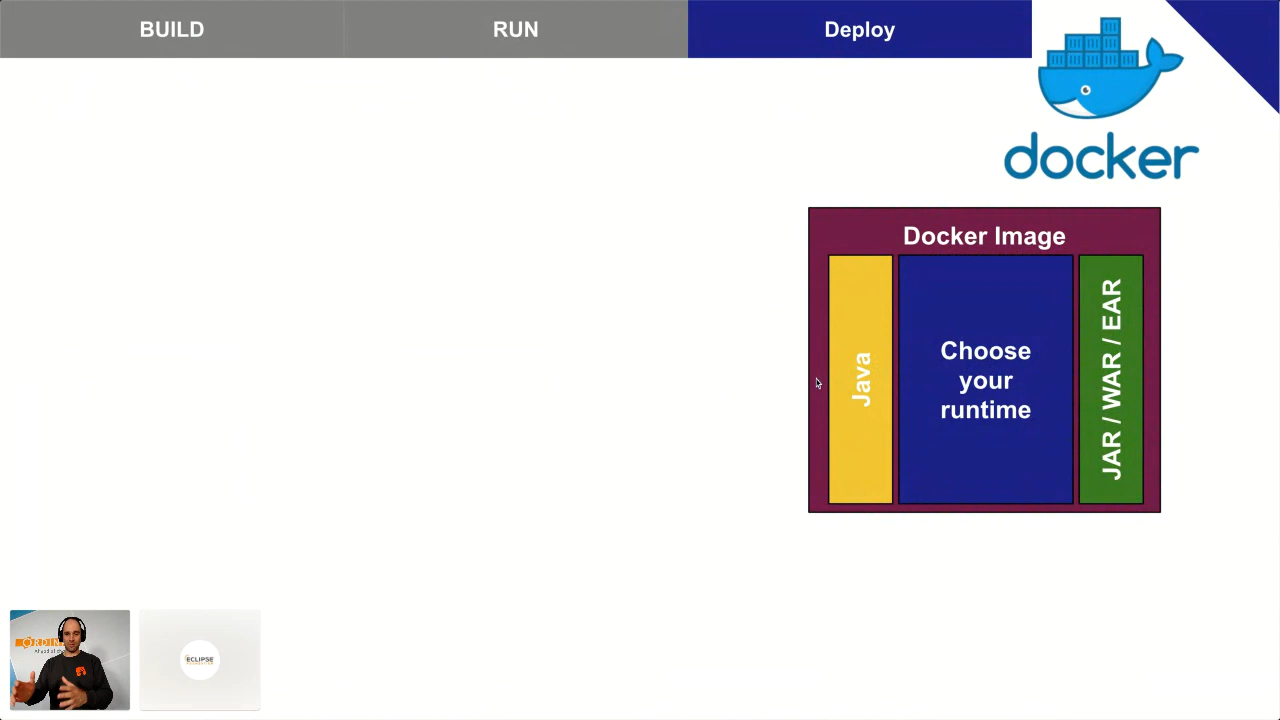 BUILD
RUN
Deploy
docker
Docker Image
Java
Choose
your
runtime
JAR / WAR / EAR
ECLIPSE